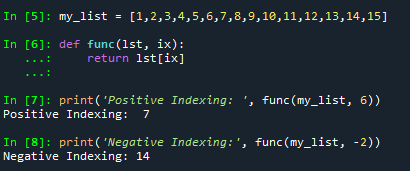 In [5]: my_list = [1,2,3,4,5,6,7,8,9,10,11,12,13,14,15]
In [6]: def func(lst, ix):
   ...:     return lst[ix]
   ...:
In [7]: print('Positive Indexing: ', func(my_list, 6))
Positive Indexing:  7
In [8]: print('Negative Indexing:', func(my_list, -2))
Negative Indexing: 14